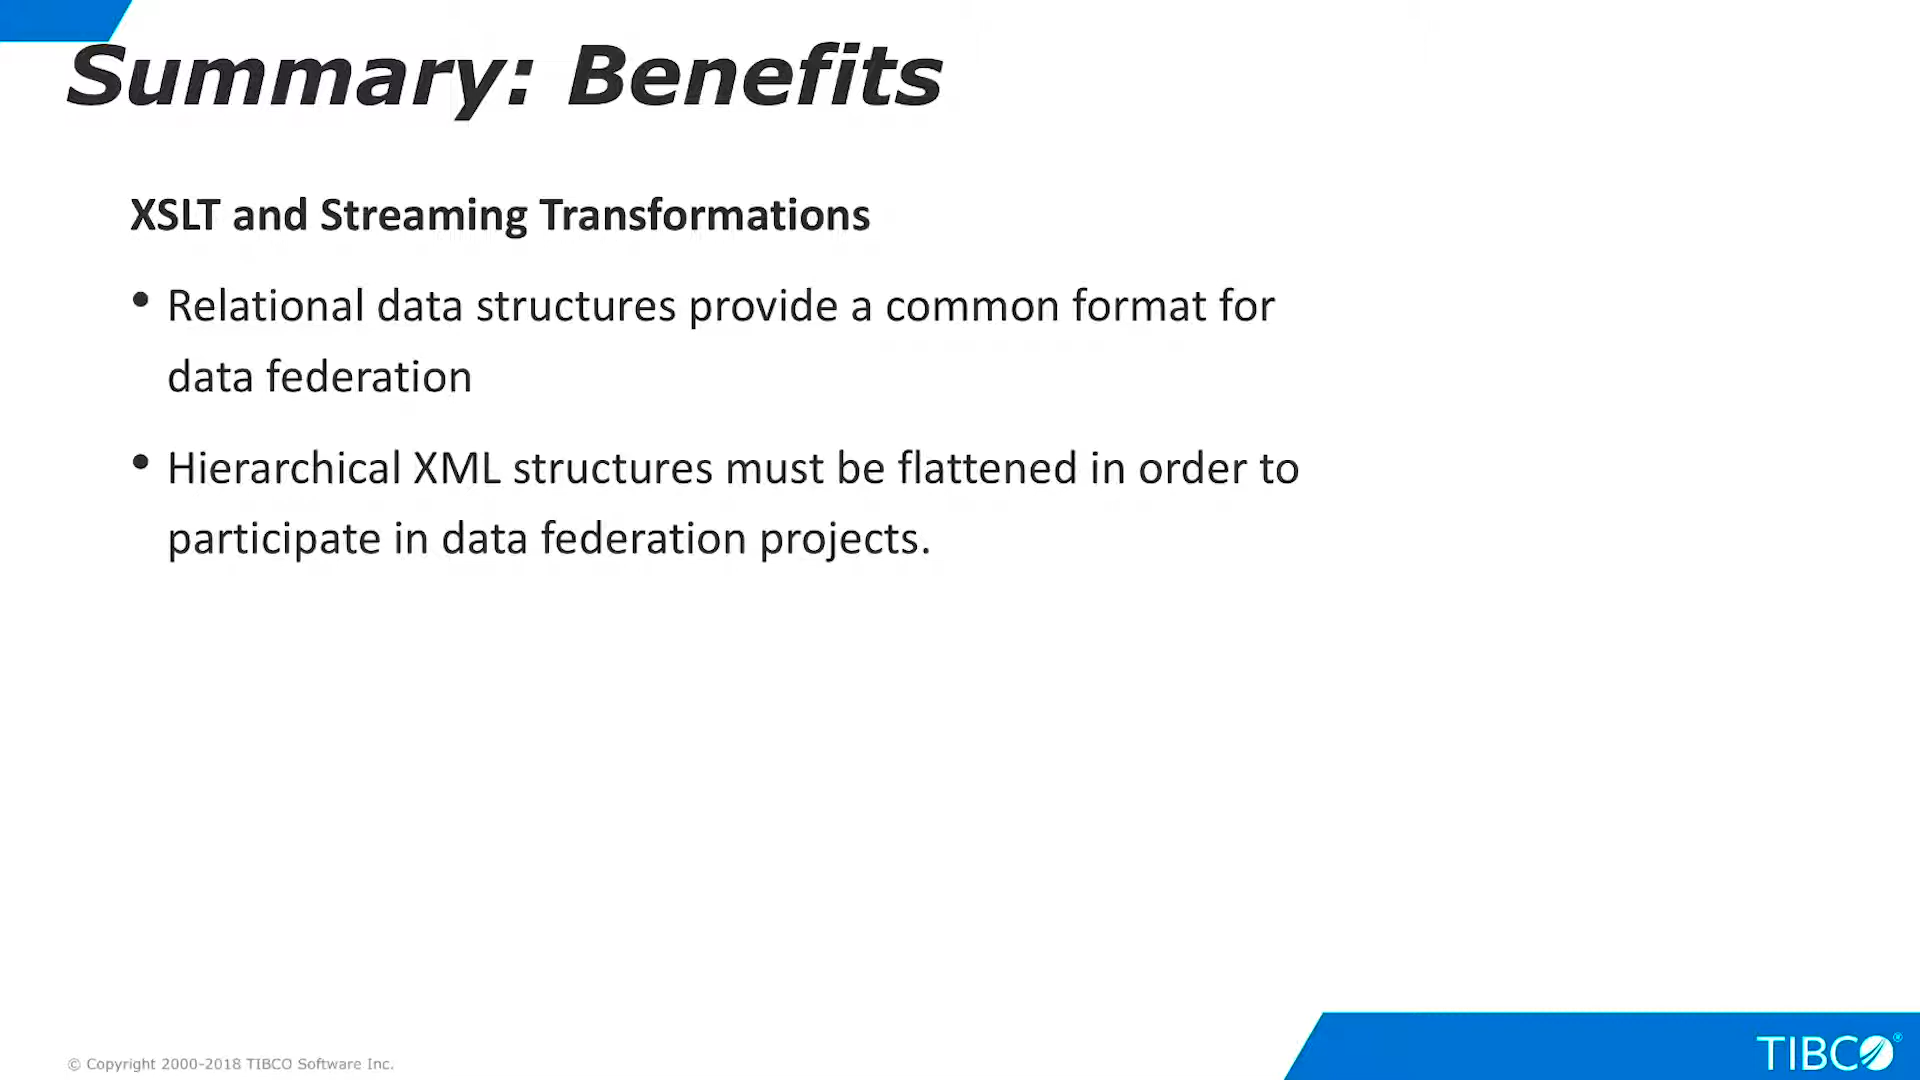 Summary: Benefits
XSLT and Streaming Transformations
• Relational data structures provide a common format for
data federation
• Hierarchical XML structures must be flattened in order to
participate in data federation projects.
© Copyright 2000-2018 TIBCO Software Inc.
TIBCO®